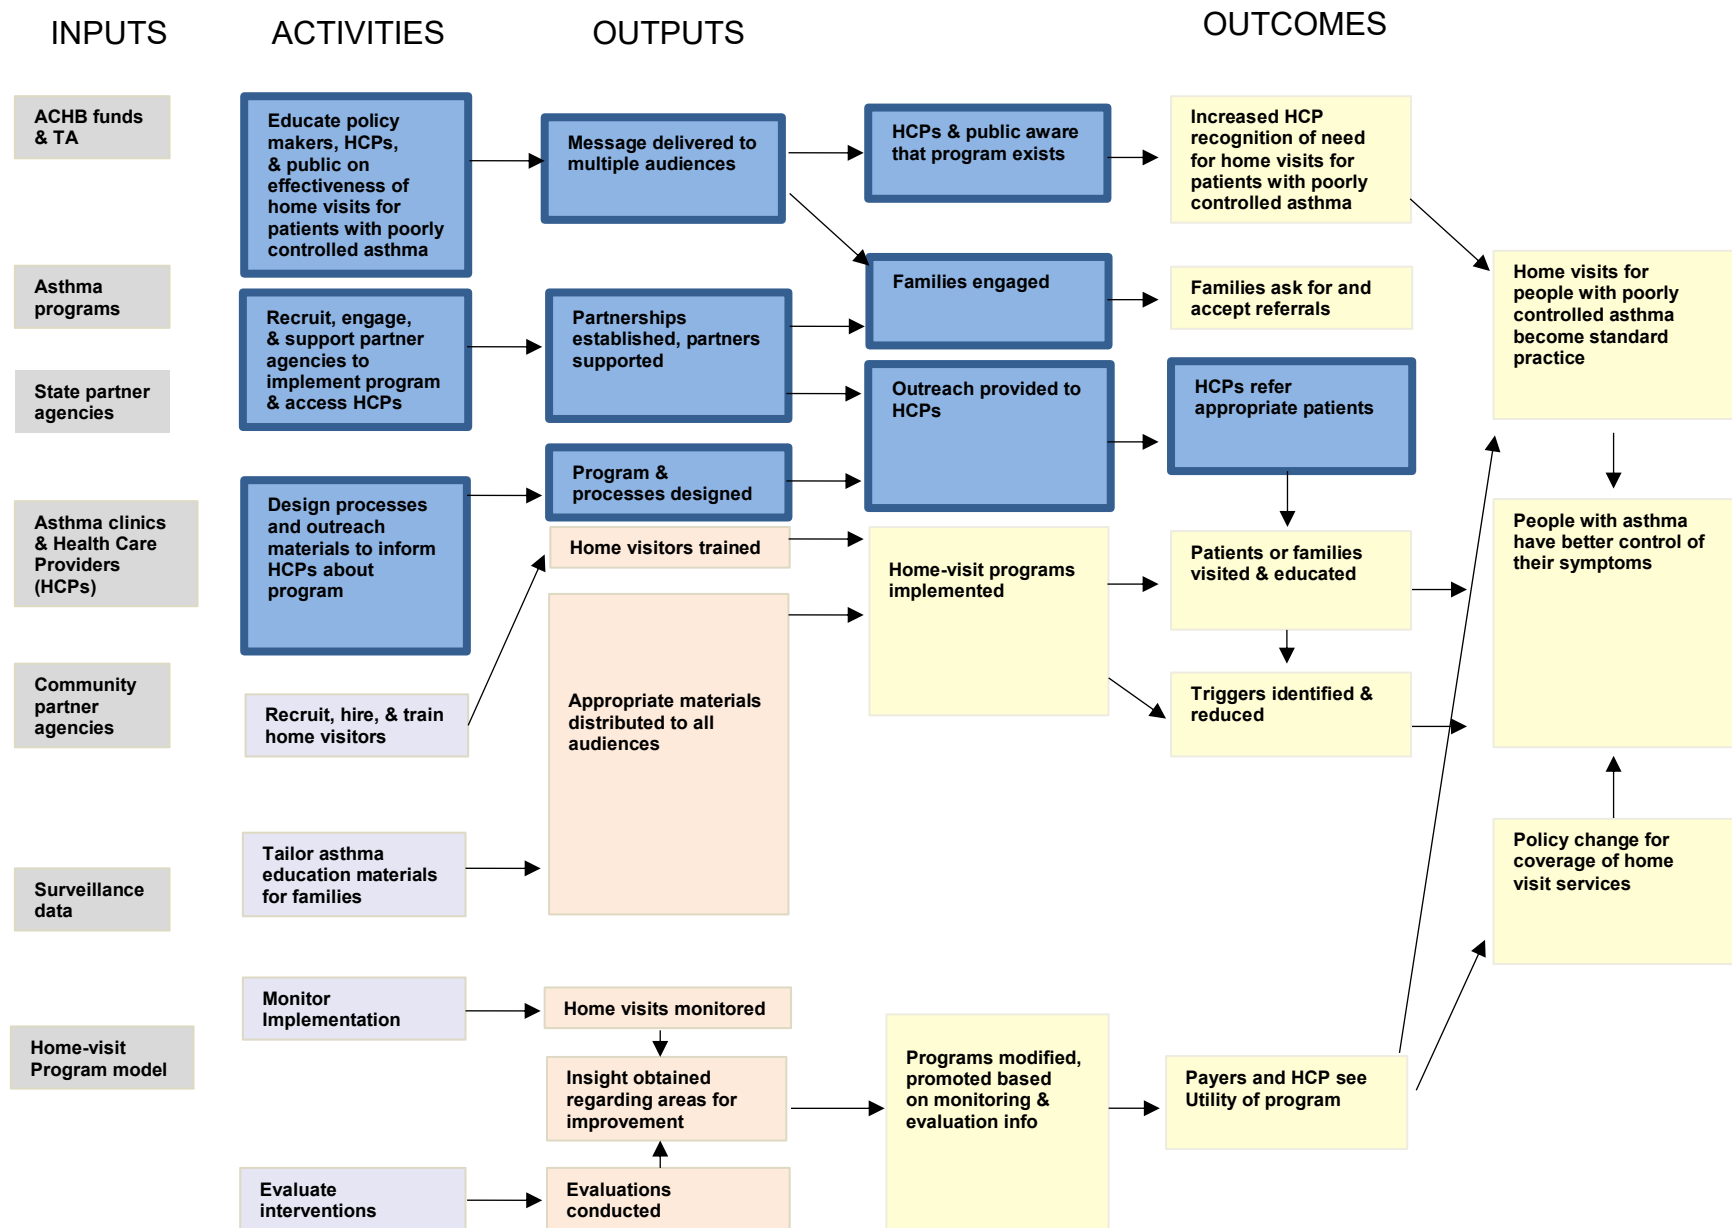 INPUTS
ACTIVITIES
OUTPUTS
OUTCOMES
ACHB funds
& TA
Asthma
programs
State partner
agencies
Asthma clinics
& Health Care
Providers
(HCPs)
Community
partner
agencies
Surveillance
data
Home-visit
Program model
Educate policy
makers, HCPs,
& public on
effectiveness of
home visits for
patients with poorly
controlled asthma
Recruit, engage,
& support partner
agencies to
implement program
& access HCPs
Design processes
and outreach
materials to inform
HCPs about
program
Recruit, hire, & train
home visitors
Tailor asthma
education materials
for families
Monitor
Implementation
Evaluate
interventions
Message delivered to
multiple audiences
Partnerships
established, partners
supported
Program &
processes designed
Home visitors trained
Appropriate materials
distributed to all
audiences
Home visits monitored
Insight obtained
regarding areas for
improvement
Evaluations
conducted
HCPs & public aware
that program exists
Families engaged
Outreach provided to
HCPs
Home-visit programs
implemented
Programs modified,
promoted based
on monitoring &
evaluation info
Increased HCP
recognition of need
for home visits for
patients with poorly
controlled asthma
Families ask for and
accept referrals
HCPs refer
appropriate patients
Patients or families
visited & educated
Triggers identified &
reduced
Payers and HCP see
Utility of program
Home visits for
people with poorly
controlled asthma
become standard
practice
People with asthma
have better control of
their symptoms
Policy change for
coverage of home
visit services